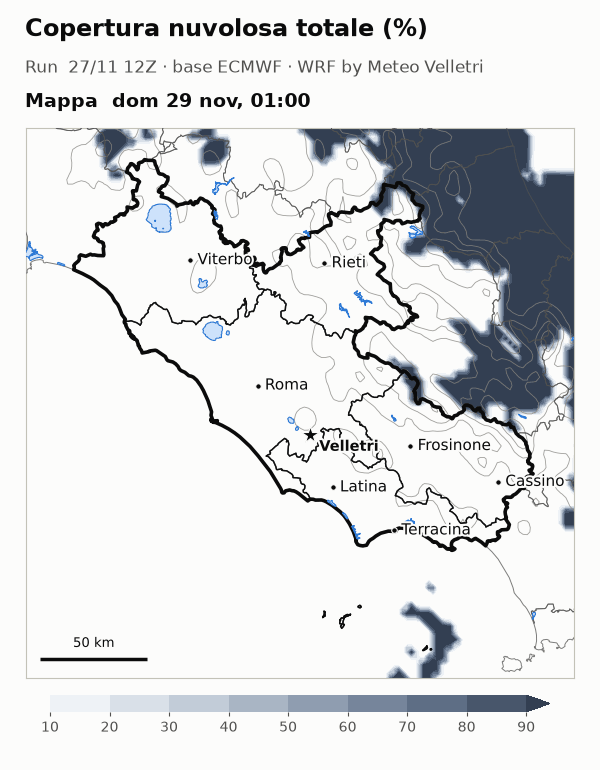 Copertura nuvolosa totale (%)
Run 27/11 12Z · base ECMWF · WRF by Meteo Velletri
Mappa dom 29 nov, 01:00
Viterbo
Rieti
Roma
Velletri
Frosinone
Latina
Cassino
Terracina
50 km
10 20 30 40 50 60 70 80 90